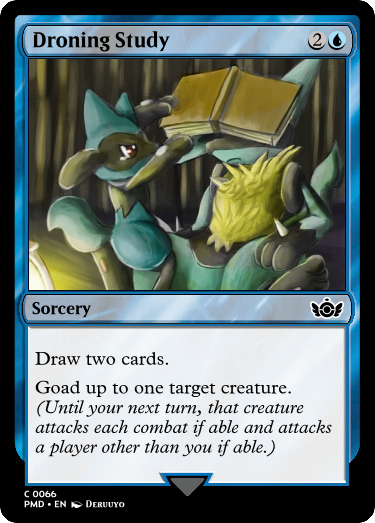 Droning Study 2
Sorcery
Draw two cards.
Goad up to one target creature.
(Until your next turn, that creature
attacks each combat if able and attacks
a player other than you if able.)
C 0066
PMD • EN Deruuyo